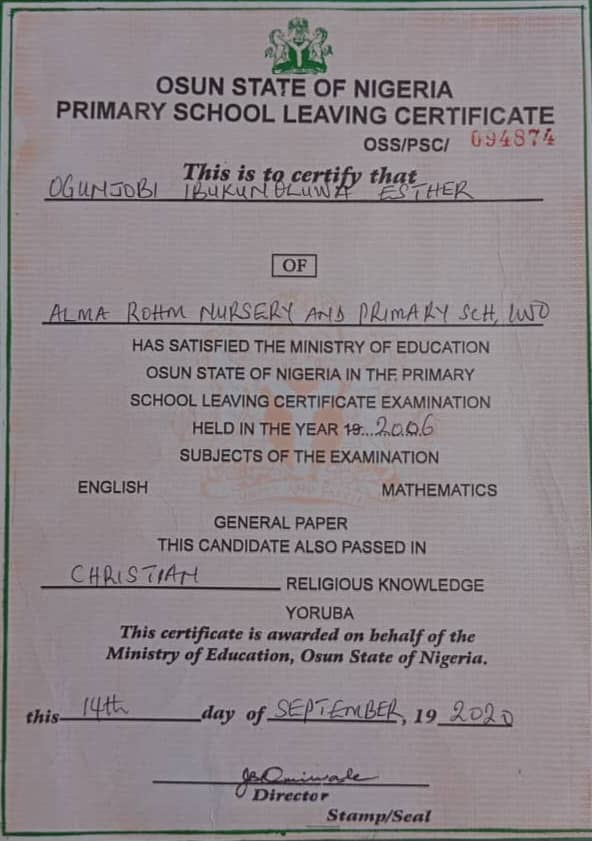 OSUN STATE OF NIGERIA
PRIMARY SCHOOL LEAVING CERTIFICATE
OSS/PSC/ 094874
This is to certify that
OGUNJOBI IBUKUNOLUWA ESTHER
OF
ALMA ROHM NURSERY AND PRIMARY SCH, IWO
HAS SATISFIED THE MINISTRY OF EDUCATION
OSUN STATE OF NIGERIA IN THE PRIMARY
SCHOOL LEAVING CERTIFICATE EXAMINATION
HELD IN THE YEAR 19...2006
SUBJECTS OF THE EXAMINATION
ENGLISH MATHEMATICS
GENERAL PAPER
THIS CANDIDATE ALSO PASSED IN
CHRISTIAN RELIGIOUS KNOWLEDGE
YORUBA
This certificate is awarded on behalf of the
Ministry of Education, Osun State of Nigeria.
this 14th day of SEPTEMBER, 19 2020
Director
Stamp/Seal